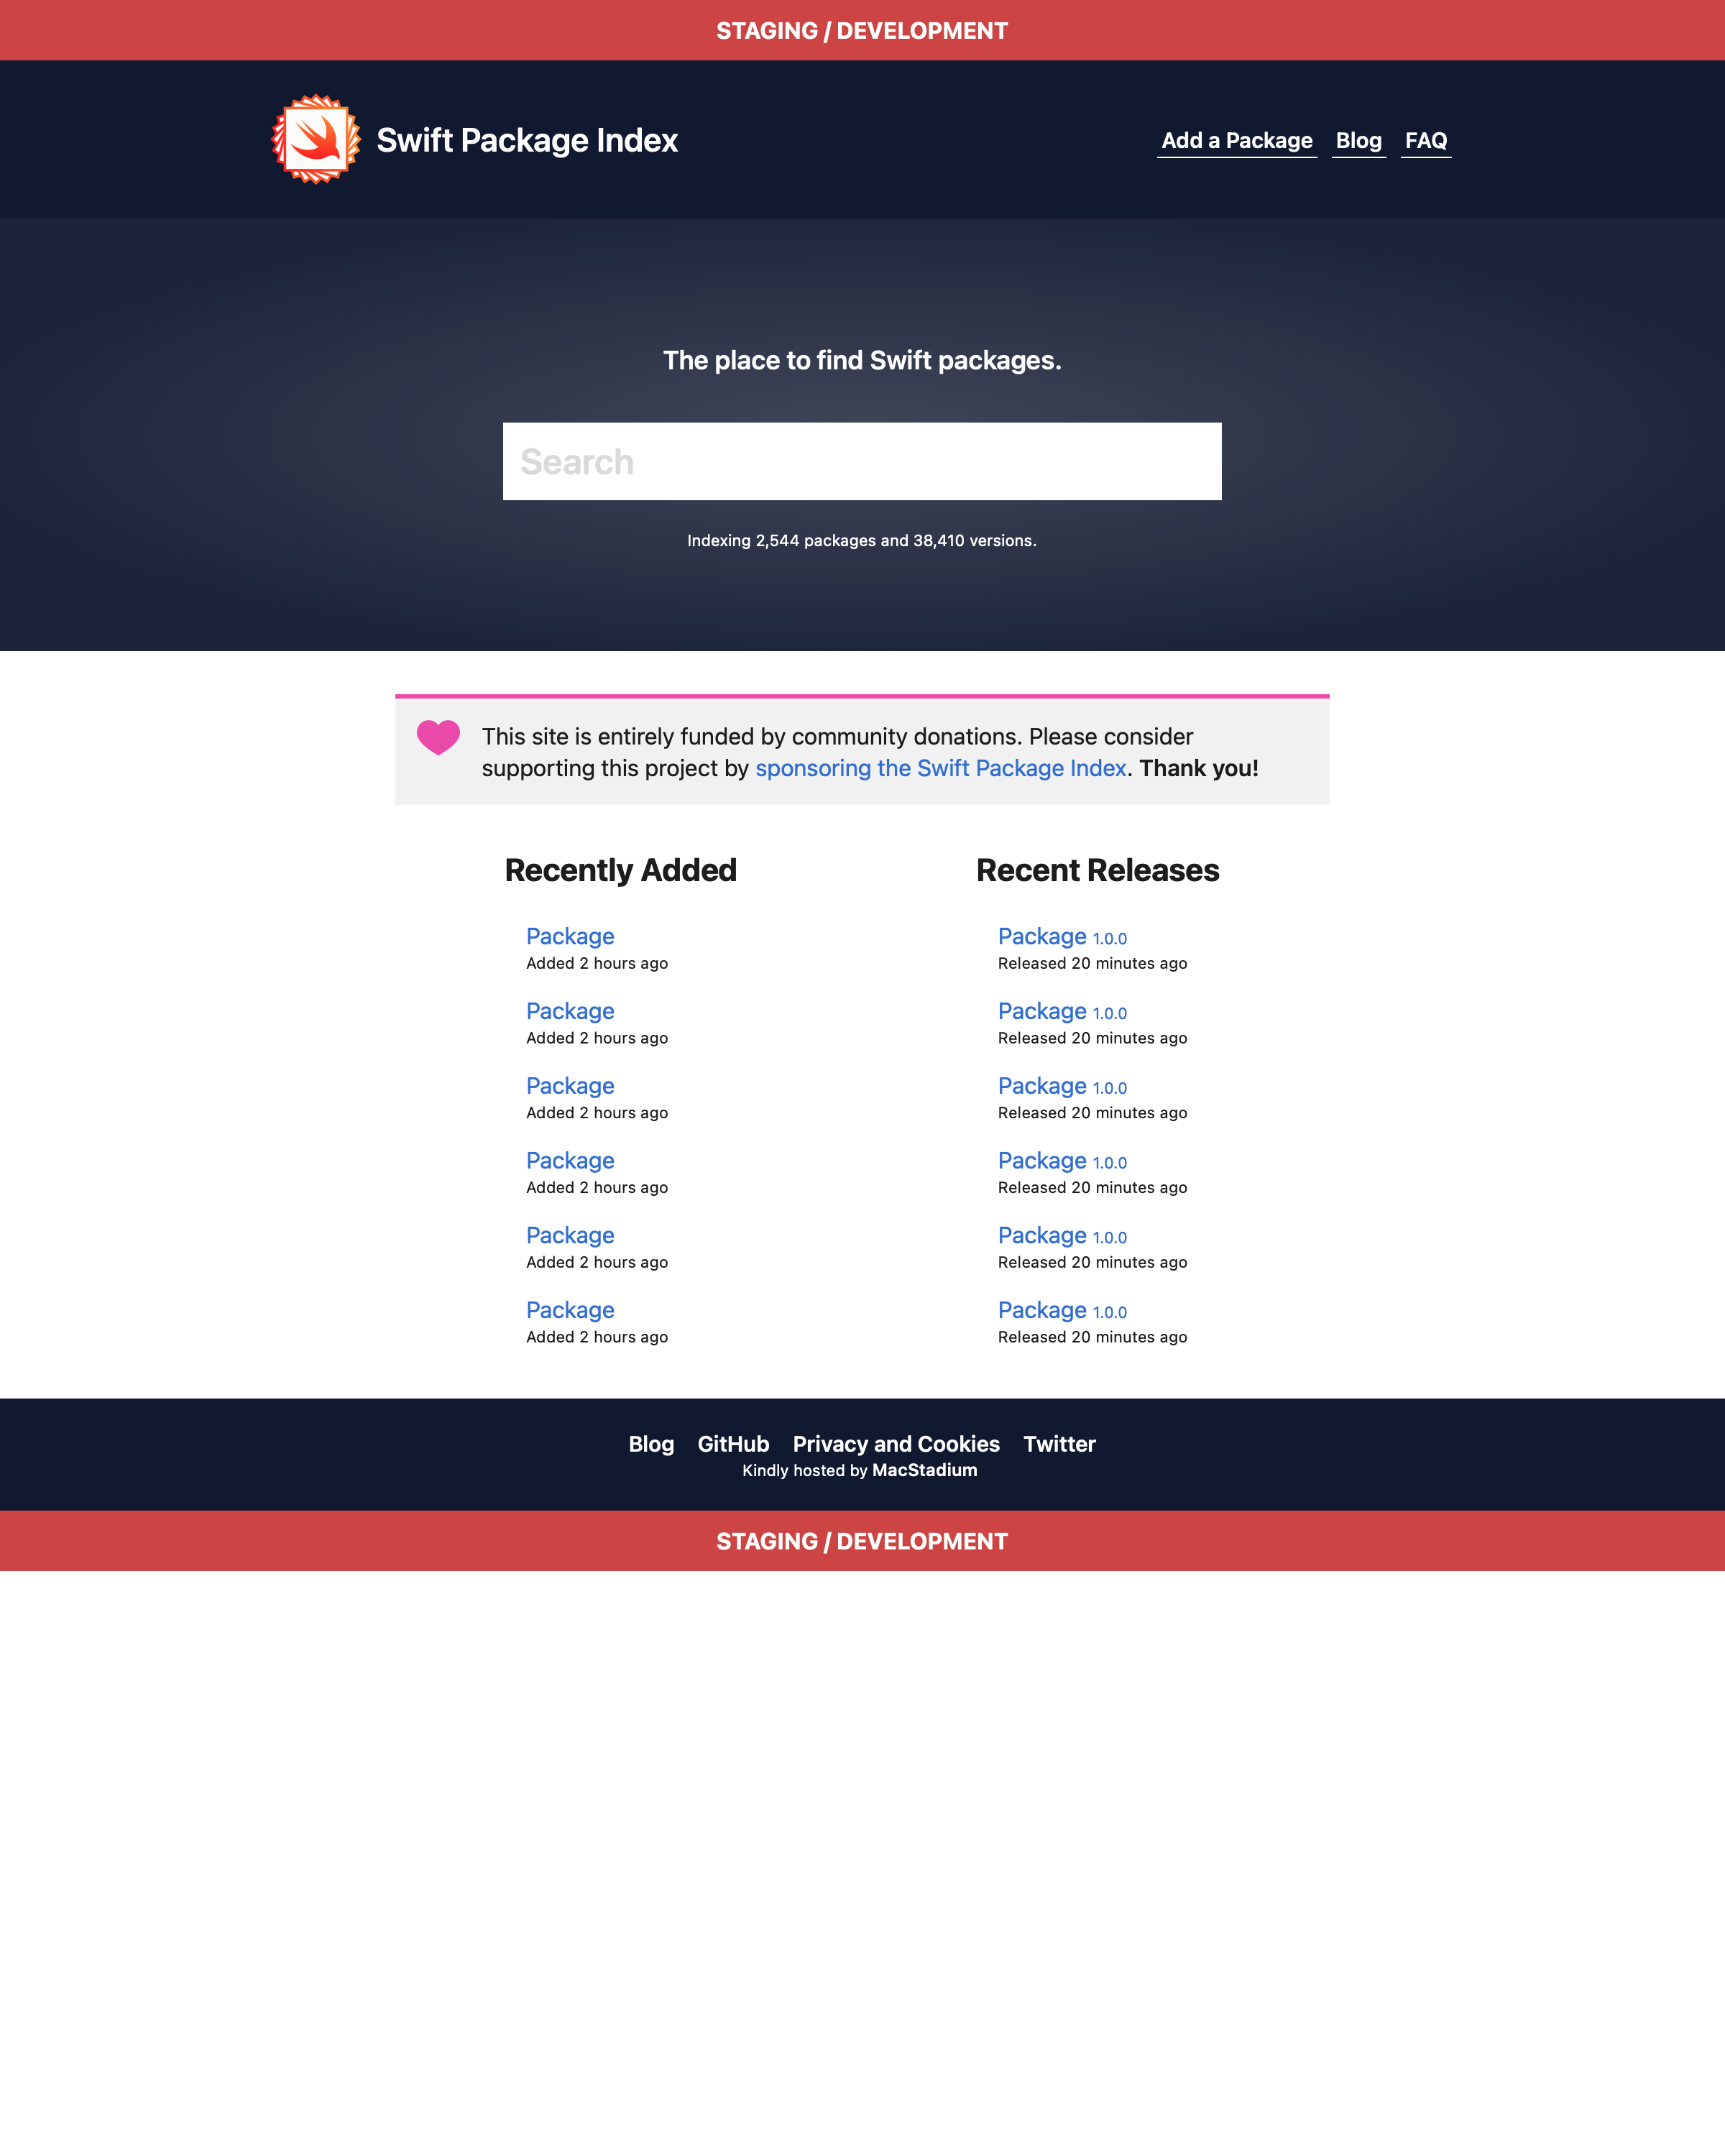 STAGING / DEVELOPMENT
Swift Package Index
Add a Package Blog FAQ
The place to find Swift packages.
Search
Indexing 2,544 packages and 38,410 versions.
This site is entirely funded by community donations. Please consider
supporting this project by sponsoring the Swift Package Index. Thank you!
Recently Added
Package
Added 2 hours ago
Package
Added 2 hours ago
Package
Added 2 hours ago
Package
Added 2 hours ago
Package
Added 2 hours ago
Package
Added 2 hours ago
Recent Releases
Package 1.0.0
Released 20 minutes ago
Package 1.0.0
Released 20 minutes ago
Package 1.0.0
Released 20 minutes ago
Package 1.0.0
Released 20 minutes ago
Package 1.0.0
Released 20 minutes ago
Package 1.0.0
Released 20 minutes ago
Blog GitHub Privacy and Cookies Twitter
Kindly hosted by MacStadium
STAGING / DEVELOPMENT